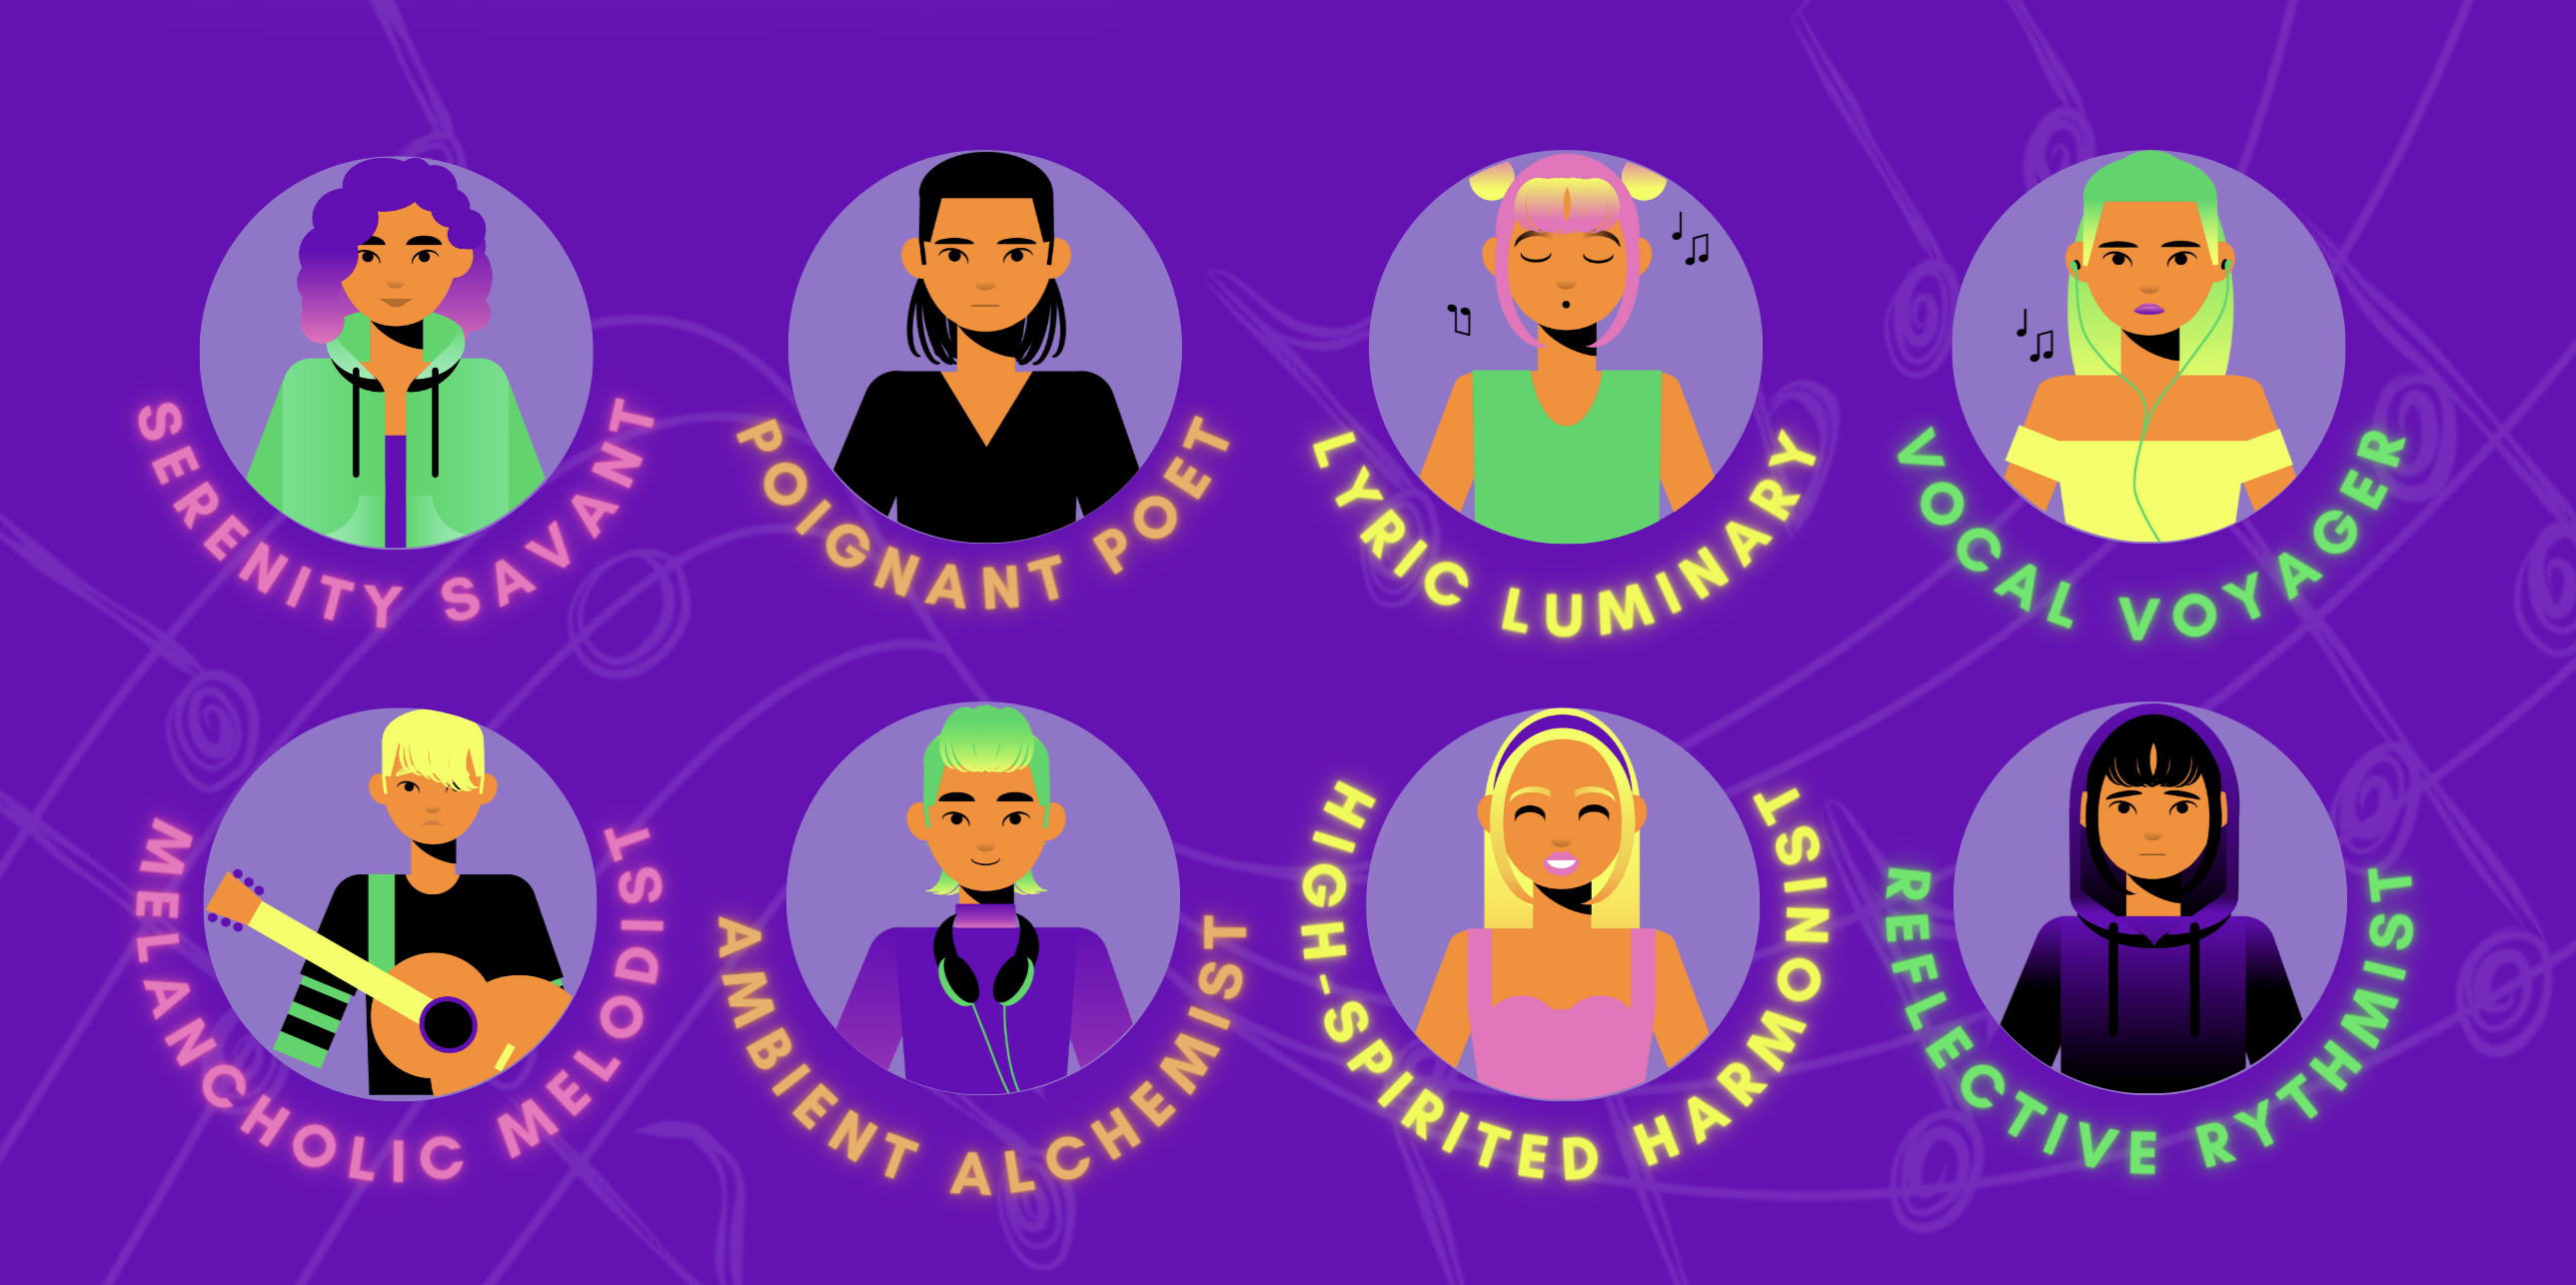 SERENITY SAVANT
POIGNANT POET
LYRIC LUMINARY
VOCAL VOYAGER
MELANCHOLIC MELODIST
AMBIENT ALCHEMIST
HIGH-SPIRITED HARMONIST
REFLECTIVE RYTHMIST